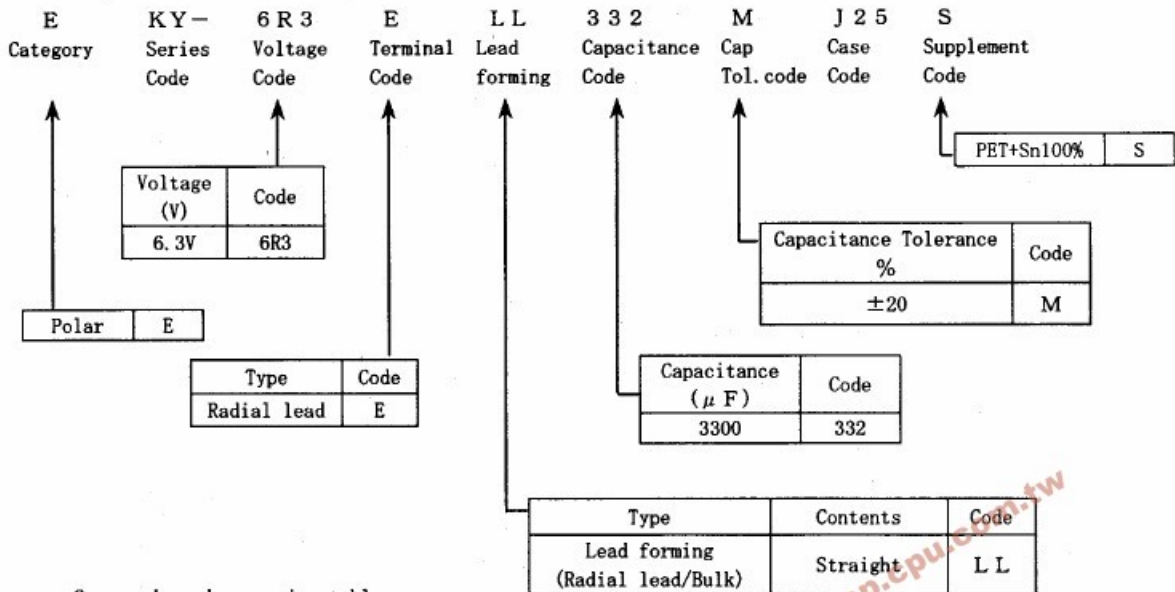 E KY- 6R3 E LL 332 M J25 S
Category Series Code Voltage Code Terminal Code Lead forming Capacitance Code Cap Tol. code Case Code Supplement Code
PET+Sn100% S
Voltage (V) Code
6.3V 6R3
Capacitance Tolerance % Code
±20 M
Polar E
Type Code
Radial lead E
Capacitance (μF) Code
3300 332
Type Contents Code
Lead forming (Radial lead/Bulk) Straight LL